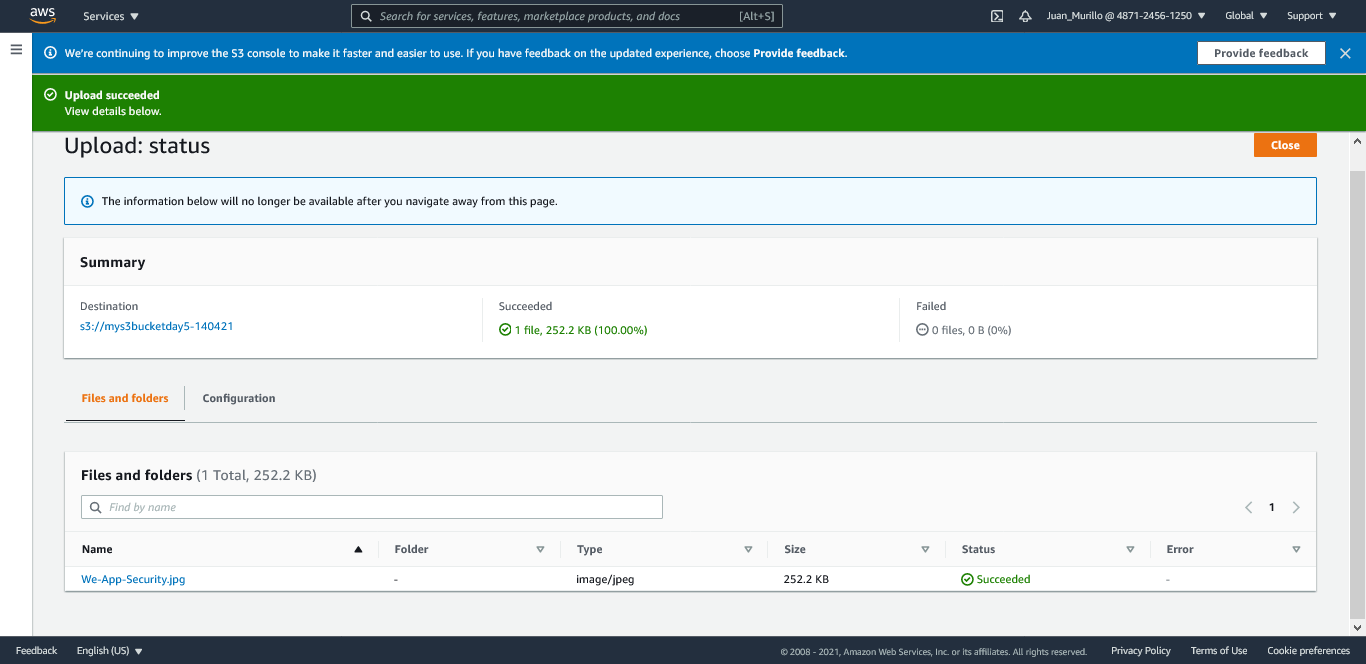 aws
Services
Search for services, features, marketplace products, and docs [Alt+S]
Juan_Murillo @ 4871-2456-1250
Global
Support
We're continuing to improve the S3 console to make it faster and easier to use. If you have feedback on the updated experience, choose Provide feedback.
Provide feedback
Upload succeeded
View details below.
Upload: status
Close
The information below will no longer be available after you navigate away from this page.
Summary
Destination
s3://mys3bucketday5-140421
Succeeded
1 file, 252.2 KB (100.00%)
Failed
0 files, 0 B (0%)
Files and folders
Configuration
Files and folders (1 Total, 252.2 KB)
Find by name
1
Name Folder Type Size Status Error
We-App-Security.jpg - image/jpeg 252.2 KB Succeeded -
Feedback
English (US)
© 2008 - 2021, Amazon Web Services, Inc. or its affiliates. All rights reserved.
Privacy Policy
Terms of Use
Cookie preferences